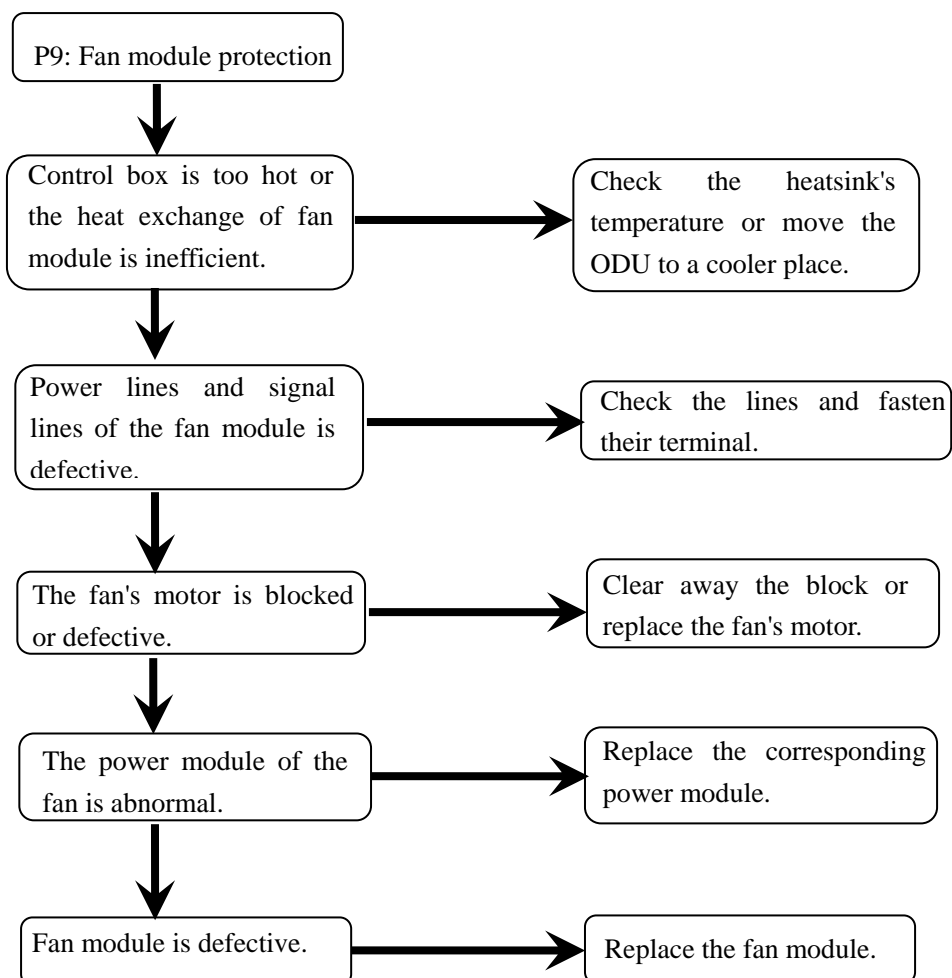 P9: Fan module protection
Control box is too hot or
the heat exchange of fan
module is inefficient.
Check the heatsink's
temperature or move the
ODU to a cooler place.
Power lines and signal
lines of the fan module is
defective.
Check the lines and fasten
their terminal.
The fan's motor is blocked
or defective.
Clear away the block or
replace the fan's motor.
The power module of the
fan is abnormal.
Replace the corresponding
power module.
Fan module is defective.
Replace the fan module.